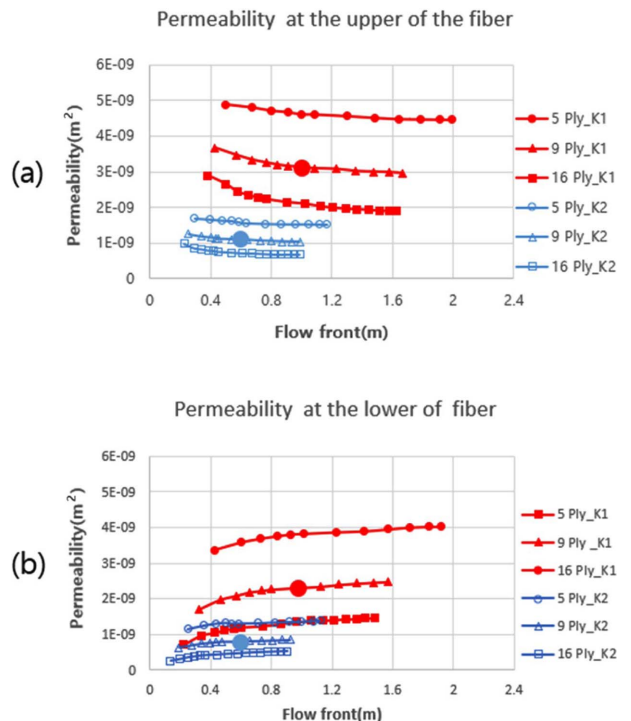 Permeability at the upper of the fiber
(a)
Permeability(m²)
6E-09
5E-09
4E-09
3E-09
2E-09
1E-09
0
0 0.4 0.8 1.2 1.6 2 2.4
Flow front(m)
5 Ply_K1
9 Ply_K1
16 Ply_K1
5 Ply_K2
9 Ply_K2
16 Ply_K2
Permeability at the lower of fiber
(b)
Permeability(m²)
6E-09
5E-09
4E-09
3E-09
2E-09
1E-09
0
0 0.4 0.8 1.2 1.6 2 2.4
Flow front(m)
5 Ply_K1
9 Ply _K1
16 Ply_K1
5 Ply_K2
9 Ply_K2
16 Ply_K2